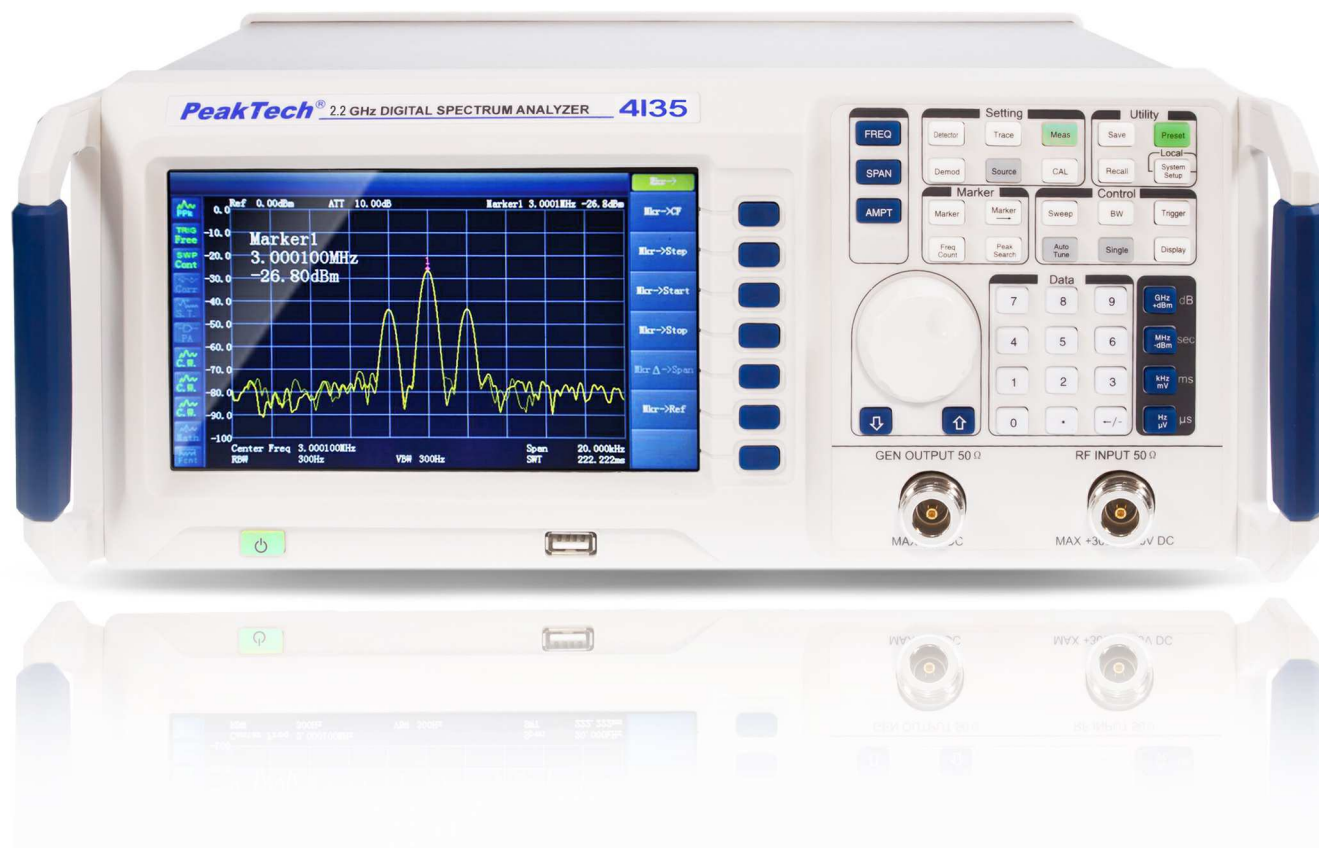 PeakTech® 2.2 GHz DIGITAL SPECTRUM ANALYZER 4135
Mkr->
Ref 0.00dBm ATT 10.00dB Marker1 3.0001MHz -26.8dBm
Marker1
3.000100MHz
-26.80dBm
0.0
-10.0
-20.0
-30.0
-40.0
-50.0
-60.0
-70.0
-80.0
-90.0
-100
PPk
TRIG
Free
SWP
Cont
Corr
S.T.
PA
C.W.
C.W.
C.W.
Math
Mkr->CF
Mkr->Step
Mkr->Start
Mkr->Stop
Mkr Δ->Span
Mkr->Ref
Center Freq 3.000100MHz Span 20.000kHz
RBW 300Hz VBW 300Hz SWT 222.222ms
FREQ
SPAN
AMPT
Setting
Detector Trace Meas
Demod Source CAL
Utility
Save Preset
Local
Recall System Setup
Marker
Marker Marker →
Freq Count Peak Search
Control
Sweep BW Trigger
Auto Tune Single Display
Data
7 8 9 GHz +dBm dB
4 5 6 MHz -dBm sec
1 2 3 kHz mV ms
0 . ←/- Hz µV µs
GEN OUTPUT 50 Ω RF INPUT 50 Ω
MAX +30 V DC